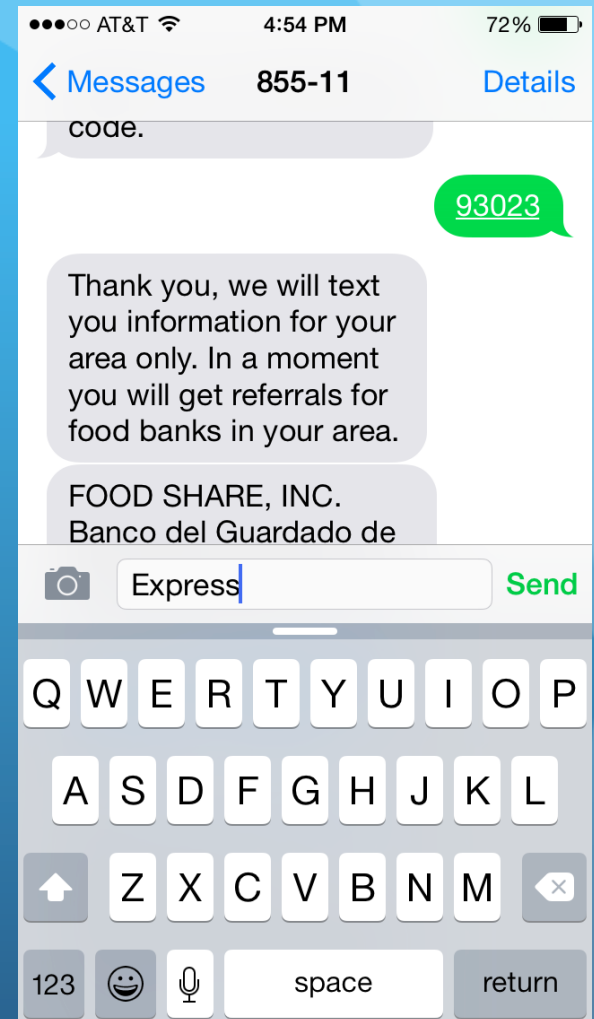 AT&T 4:54 PM 72%
Messages 855-11 Details
code.
93023
Thank you, we will text
you information for your
area only. In a moment
you will get referrals for
food banks in your area.
FOOD SHARE, INC.
Banco del Guardado de
Express Send
Q W E R T Y U I O P
A S D F G H J K L
Z X C V B N M
123 space return